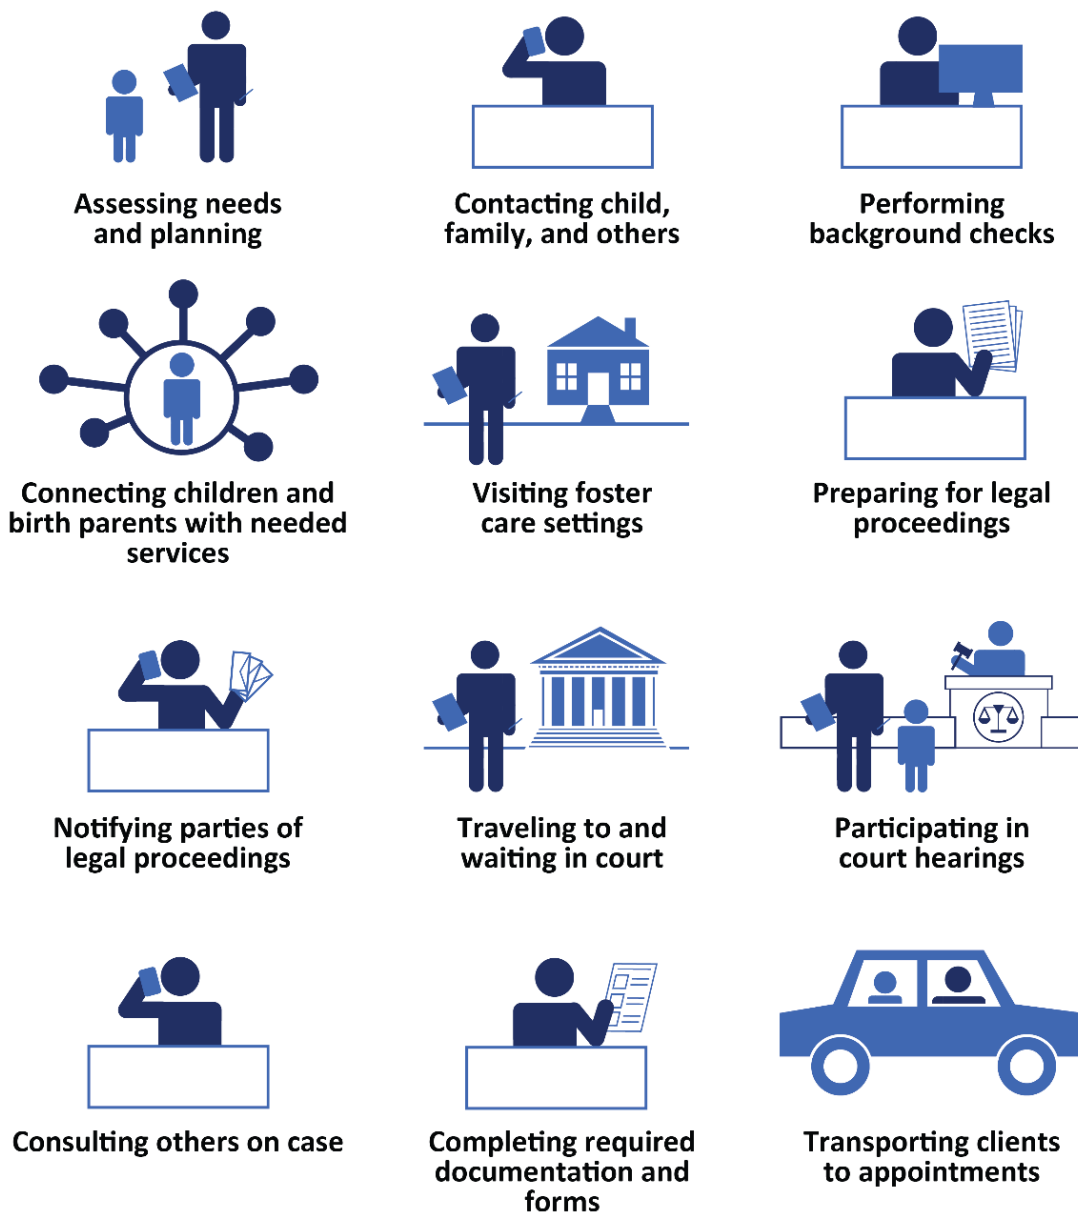 Assessing needs
and planning
Contacting child,
family, and others
Performing
background checks
Connecting children and
birth parents with needed
services
Visiting foster
care settings
Preparing for legal
proceedings
Notifying parties of
legal proceedings
Traveling to and
waiting in court
Participating in
court hearings
Consulting others on case
Completing required
documentation and
forms
Transporting clients
to appointments